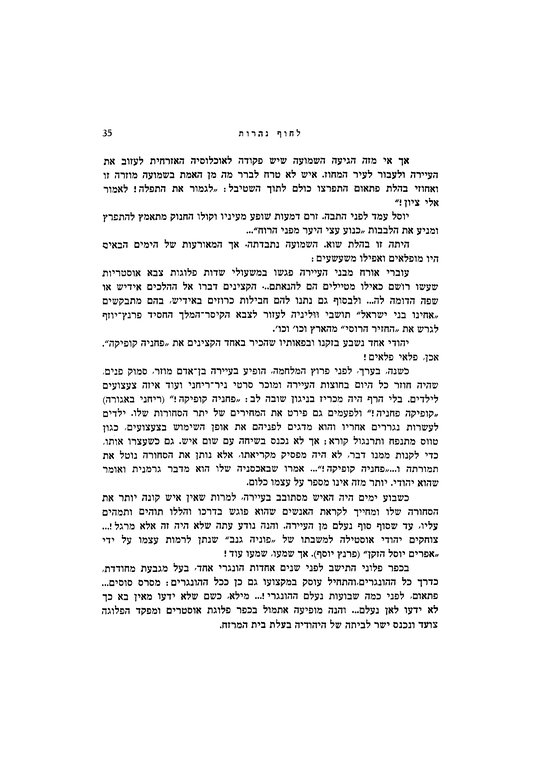 לחוף נהרות 35
אך אי מזה הגיעה השמועה שיש פקודה לאוכלוסיה האזרחית לעזוב את
העיירה ולעבור לעיר המחוז. איש לא טרח לברר מה מן האמת בשמועה מוזרה זו
ואחוזי בהלת פתאום התפרצו כולם לתוך השטיבל: „לגמור את התפלה! לאמור
אלי ציון!"
יוסל עמד לפני התבה. זרם דמעות שופע מעיניו וקולו החנוק מתאמץ להתפרץ
ומניע את הלבבות „כנוע עצי היער מפני הרוח"...
היתה זו בהלת שוא. השמועה נתבדתה. אך המאורעות של הימים הבאים
היו מופלאים ואפילו משעשעים:
עוברי אורח מבני העיירה פגשו במשעולי שדות פלוגות צבא אוסטריות
שעשו רושם כאילו מטיילים הם להנאתם... הקצינים דברו אל ההלכים אידיש או
שפה הדומה לה... ולבסוף גם נתנו להם חבילות כרוזים באידיש, בהם מתבקשים
„אחינו בני ישראל" תושבי ווליניה לעזור לצבא הקיסר־המלך החסיד פרנץ־יוזף
לגרש את „החזיר הרוסי" מהארץ וכו' וכו'.
יהודי אחד נשבע בזקנו ובפאותיו שהכיר באחד הקצינים את „פחניה קופיקה".
אכן, פלאי פלאים!
כשנה, בערך, לפני פרוץ המלחמה, הופיע בעיירה בן־אדם מוזר, סמוק פנים,
שהיה חוזר כל היום בחוצות העיירה ומוכר סרטי ניר־ריחני ועוד איזה צעצועים
לילדים. בלי הרף היה מכריז בניגון שובה לב: „פחניה קופיקה!" (ריחני באגורה)
„קופיקה פחניה!" ולפעמים גם פירט את המחירים של יתר הסחורות שלו. ילדים
לעשרות נגררים אחריו והוא מדגים לפניהם את אופן השימוש בצעצועים, כגון
טווס מתנפח ותרנגול קורא; אך לא נכנס בשיחה עם שום איש. גם כשעצרו אותו,
כדי לקנות ממנו דבר, לא היה מפסיק מקריאתו, אלא נותן את הסחורה נוטל את
תמורתה ו...„פחניה קופיקה!"... אמרו שבאכסניה שלו הוא מדבר גרמנית ואומר
שהוא יהודי. יותר מזה אינו מספר על עצמו כלום.
כשבוע ימים היה האיש מסתובב בעיירה, למרות שאין איש קונה יותר את
הסחורה שלו ומחייך לקראת האנשים שהוא פוגש בדרכו והללו תוהים ותמהים
עליו, עד שסוף סוף נעלם מן העיירה. והנה נודע עתה שלא היה זה אלא מרגל!...
צוחקים יהודי אוסטילה למשבתו של „פוניה גנב" שנתן לרמות עצמו על ידי
„אפרים יוסל הזקן" (פרנץ יוסף). אך שמעו, שמעו עוד!
בכפר פלוני התישב לפני שנים אחדות הונגרי אחד, בעל מגבעת מחודדת,
כדרך כל ההונגרים,והתחיל עוסק במקצועו גם כן ככל ההונגרים: מסרס סוסים...
פתאום, לפני כמה שבועות נעלם ההונגרי!... מילא, כשם שלא ידעו מאין בא כך
לא ידעו לאן נעלם... והנה מופיעה אתמול בכפר פלוגת אוסטרים ומפקד הפלוגה
צועד ונכנס ישר לביתה של היהודיה בעלת בית המרזח.